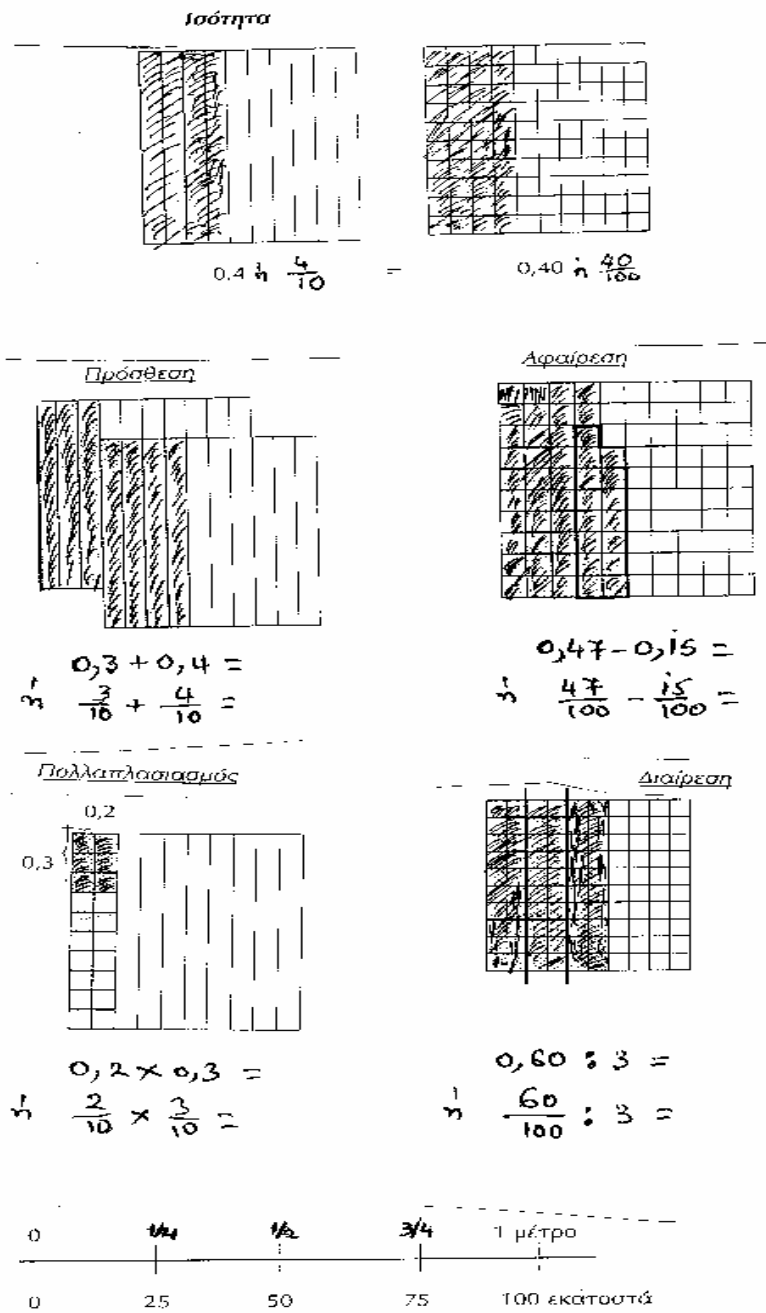 Ισότητα
0,4 ή 4/10 = 0,40 ή 40/100
Πρόσθεση
Αφαίρεση
0,3 + 0,4 =
ή 3/10 + 4/10 =
0,47 - 0,15 =
ή 47/100 - 15/100 =
Πολλαπλασιασμός
Διαίρεση
0,2
0,3
0,2 × 0,3 =
ή 2/10 × 3/10 =
0,60 : 3 =
ή 60/100 : 3 =
0 1/4 1/2 3/4 1 μέτρο
0 25 50 75 100 εκατοστά